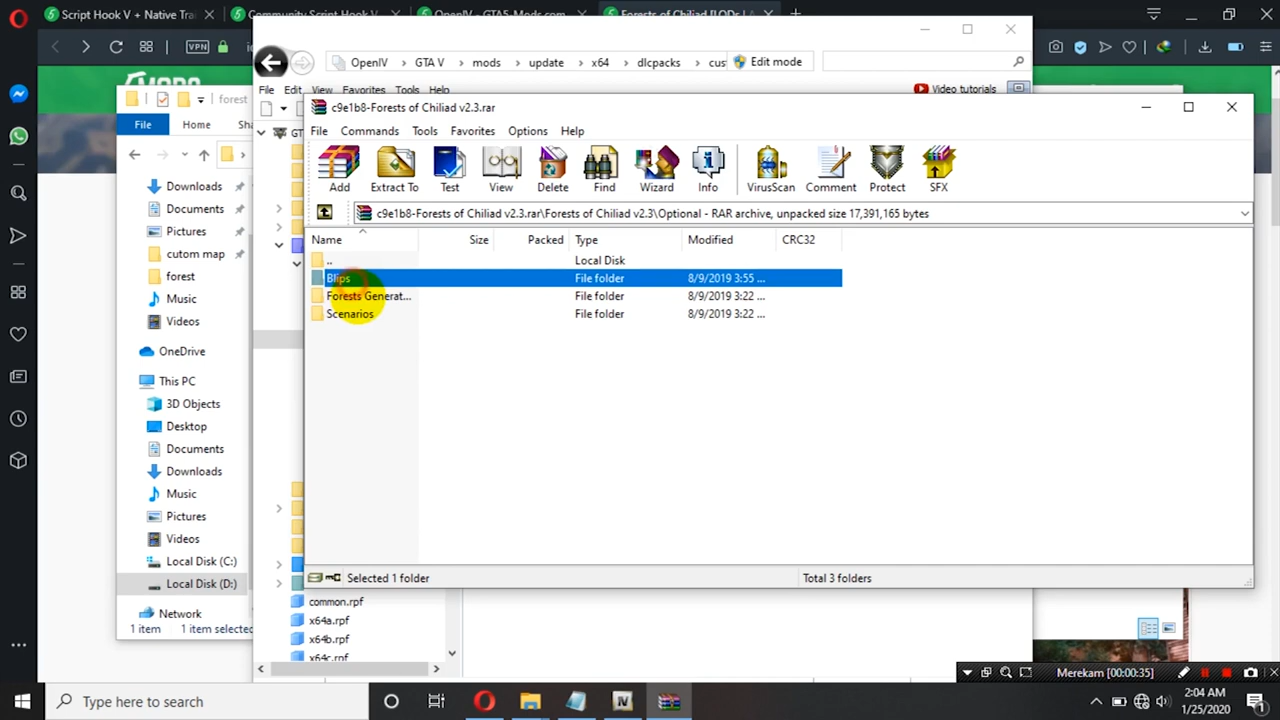 Script Hook V + Native Tra
Community Script Hook V
OpenIV - GTA5-Mods.com
Forests of Chiliad [LODs |
VPN
OpenIV
GTA V
mods
update
x64
dlcpacks
cus
Edit mode
File
Edit
View
Favorites
Tools
Help
Video tutorials
forest
File
Home
Sha
Downloads
Documents
Pictures
cutom map
forest
Music
Videos
OneDrive
This PC
3D Objects
Desktop
Documents
Downloads
Music
Pictures
Videos
Local Disk (C:)
Local Disk (D:)
Network
1 item
1 item selected
GT
c9e1b8-Forests of Chiliad v2.3.rar
File
Commands
Tools
Favorites
Options
Help
Add
Extract To
Test
View
Delete
Find
Wizard
Info
VirusScan
Comment
Protect
SFX
c9e1b8-Forests of Chiliad v2.3.rar\Forests of Chiliad v2.3\Optional - RAR archive, unpacked size 17,391,165 bytes
Name
Size
Packed
Type
Modified
CRC32
..
Local Disk
Blips
File folder
8/9/2019 3:55 ...
Forests Generat...
File folder
8/9/2019 3:22 ...
Scenarios
File folder
8/9/2019 3:22 ...
Selected 1 folder
Total 3 folders
common.rpf
x64a.rpf
x64b.rpf
x64c.rpf
Merekam [00:00:35]
Type here to search
2:04 AM
1/25/2020